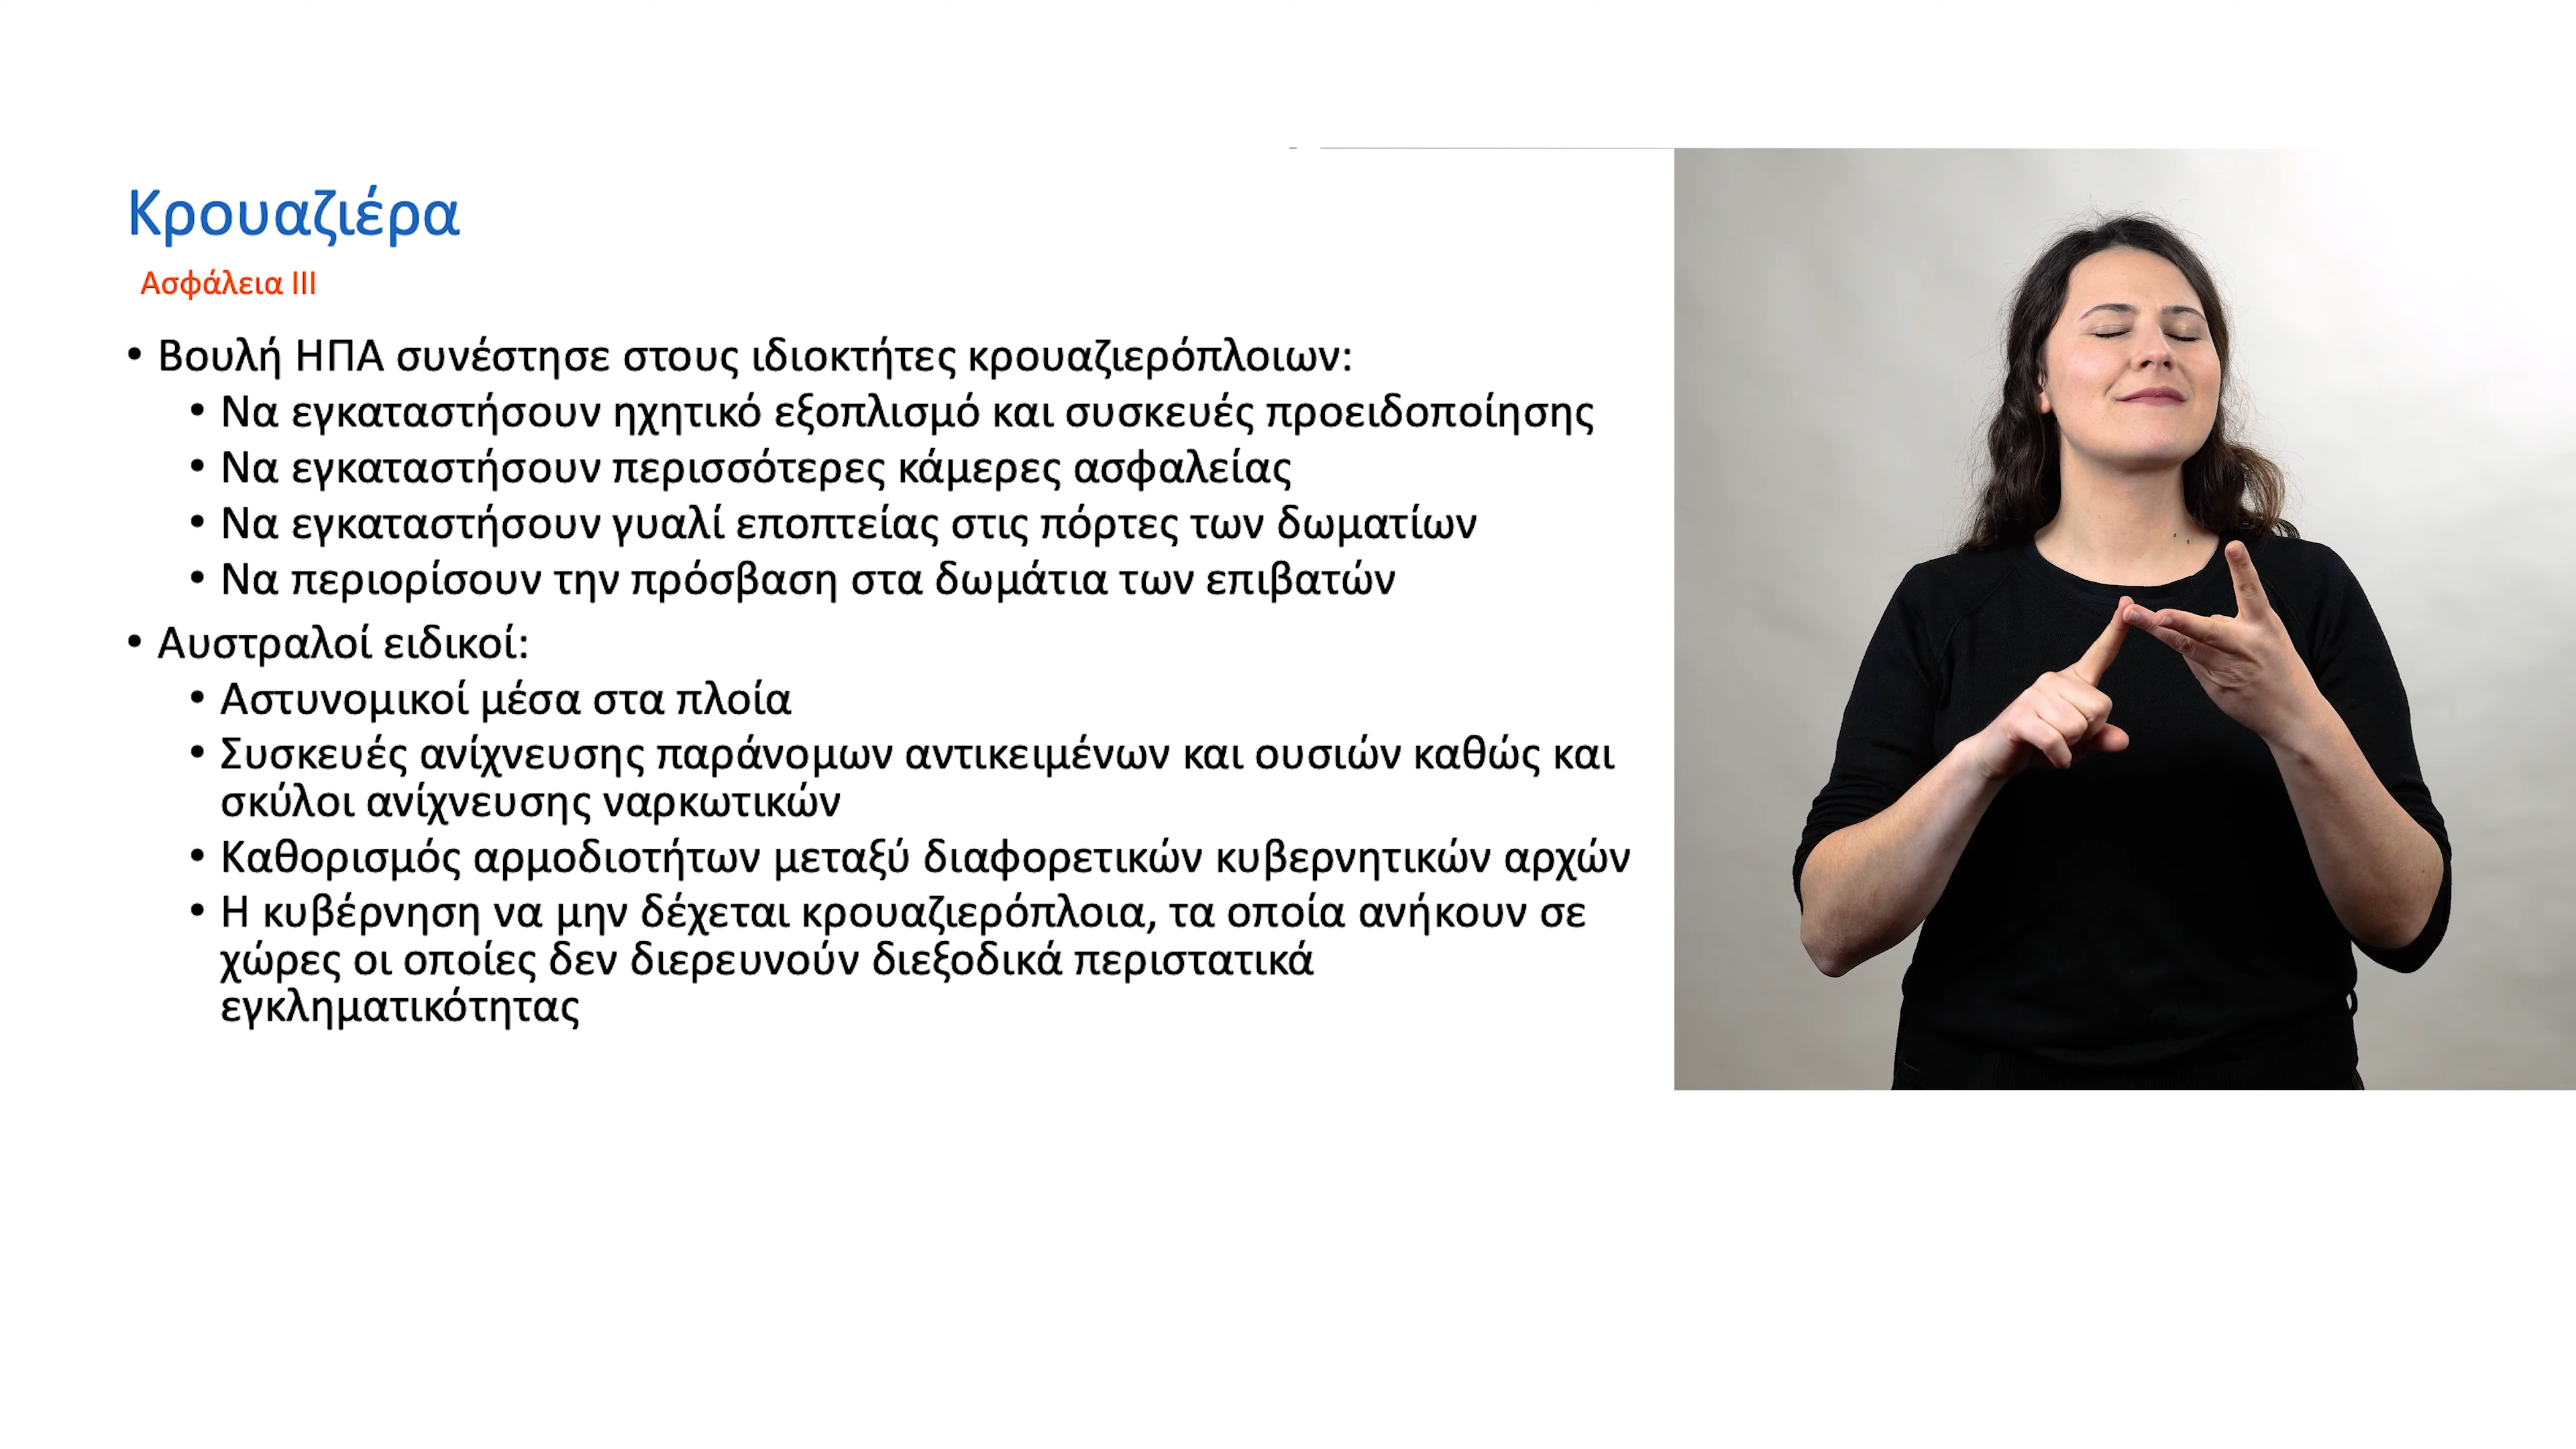 Κρουαζιέρα
Ασφάλεια ΙΙΙ
• Βουλή ΗΠΑ συνέστησε στους ιδιοκτήτες κρουαζιερόπλοιων:
• Να εγκαταστήσουν ηχητικό εξοπλισμό και συσκευές προειδοποίησης
• Να εγκαταστήσουν περισσότερες κάμερες ασφαλείας
• Να εγκαταστήσουν γυαλί εποπτείας στις πόρτες των δωματίων
• Να περιορίσουν την πρόσβαση στα δωμάτια των επιβατών
• Αυστραλοί ειδικοί:
• Αστυνομικοί μέσα στα πλοία
• Συσκευές ανίχνευσης παράνομων αντικειμένων και ουσιών καθώς και
σκύλοι ανίχνευσης ναρκωτικών
• Καθορισμός αρμοδιοτήτων μεταξύ διαφορετικών κυβερνητικών αρχών
• Η κυβέρνηση να μην δέχεται κρουαζιερόπλοια, τα οποία ανήκουν σε
χώρες οι οποίες δεν διερευνούν διεξοδικά περιστατικά
εγκληματικότητας